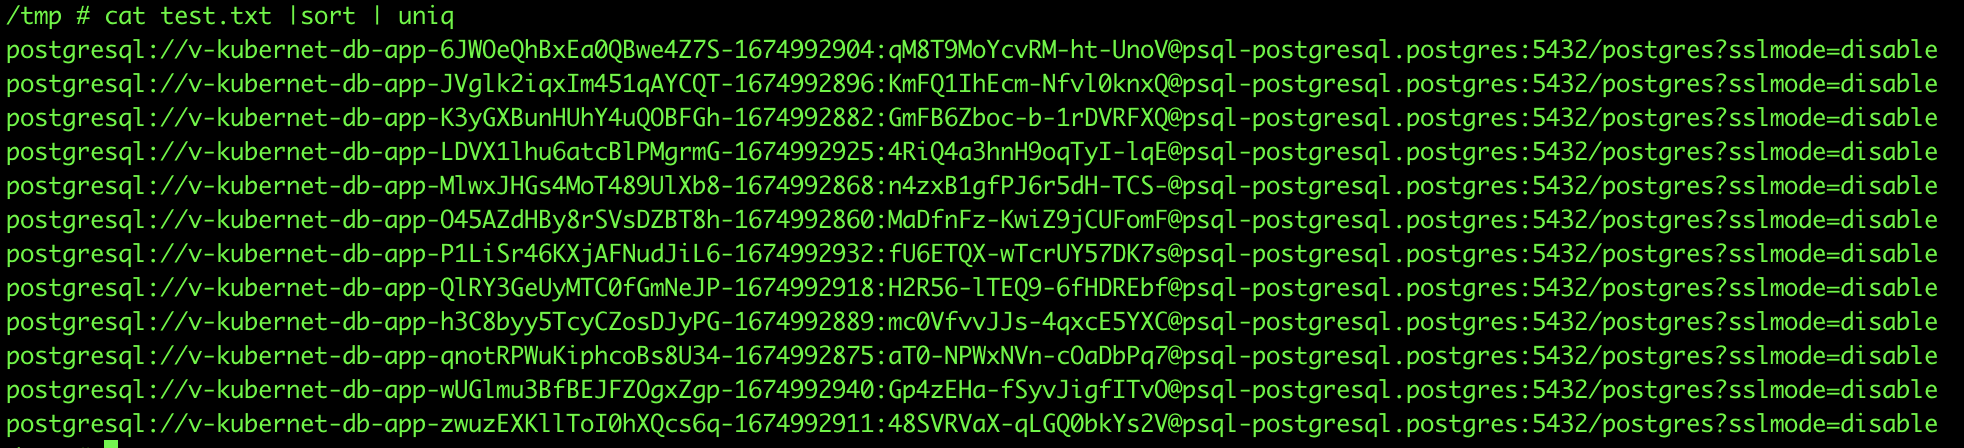 /tmp # cat test.txt |sort | uniq
postgresql://v-kubernet-db-app-6JWOeQhBxEa0QBwe4Z7S-1674992904:qM8T9MoYcvRM-ht-UnoV@psql-postgresql.postgres:5432/postgres?sslmode=disable
postgresql://v-kubernet-db-app-JVglk2iqxIm451qAYCQT-1674992896:KmFQ1IhEcm-Nfvl0knxQ@psql-postgresql.postgres:5432/postgres?sslmode=disable
postgresql://v-kubernet-db-app-K3yGXBunHUhY4uQOBFGh-1674992882:GmFB6Zboc-b-1rDVRFXQ@psql-postgresql.postgres:5432/postgres?sslmode=disable
postgresql://v-kubernet-db-app-LDVX1lhu6atcBlPMgrmG-1674992925:4RiQ4a3hnH9oqTyI-lqE@psql-postgresql.postgres:5432/postgres?sslmode=disable
postgresql://v-kubernet-db-app-MlwxJHGs4MoT489UlXb8-1674992868:n4zxB1gfPJ6r5dH-TCS-@psql-postgresql.postgres:5432/postgres?sslmode=disable
postgresql://v-kubernet-db-app-O45AZdHBy8rSVsDZBT8h-1674992860:MaDfnFz-KwiZ9jCUFomF@psql-postgresql.postgres:5432/postgres?sslmode=disable
postgresql://v-kubernet-db-app-P1LiSr46KXjAFNudJiL6-1674992932:fU6ETQX-wTcrUY57DK7s@psql-postgresql.postgres:5432/postgres?sslmode=disable
postgresql://v-kubernet-db-app-QlRY3GeUyMTC0fGmNeJP-1674992918:H2R56-lTEQ9-6fHDREbf@psql-postgresql.postgres:5432/postgres?sslmode=disable
postgresql://v-kubernet-db-app-h3C8byy5TcyCZosDJyPG-1674992889:mc0VfvvJJs-4qxcE5YXC@psql-postgresql.postgres:5432/postgres?sslmode=disable
postgresql://v-kubernet-db-app-qnotRPWuKiphcoBs8U34-1674992875:aT0-NPWxNVn-cOaDbPq7@psql-postgresql.postgres:5432/postgres?sslmode=disable
postgresql://v-kubernet-db-app-wUGlmu3BfBEJFZOgxZgp-1674992940:Gp4zEHa-fSyvJigfITvO@psql-postgresql.postgres:5432/postgres?sslmode=disable
postgresql://v-kubernet-db-app-zwuzEXKllToI0hXQcs6q-1674992911:48SVRVaX-qLGQ0bkYs2V@psql-postgresql.postgres:5432/postgres?sslmode=disable